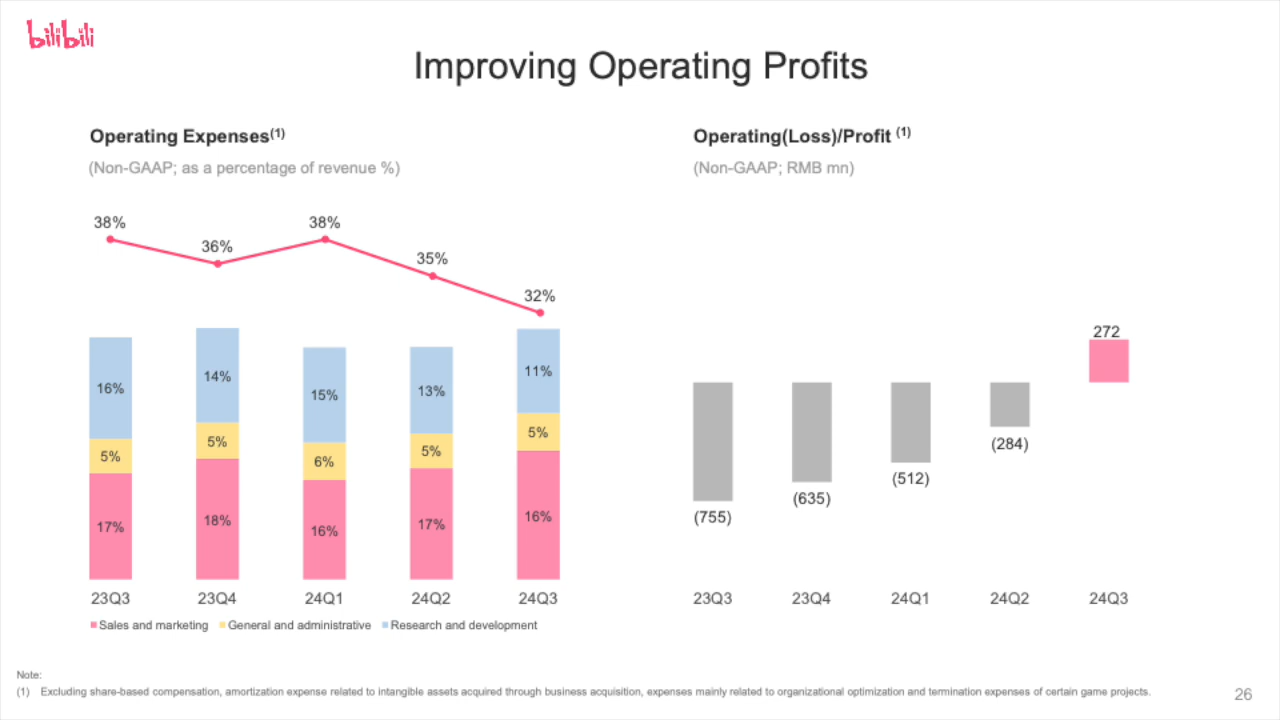 bilibili
Improving Operating Profits
Operating Expenses(1)
(Non-GAAP; as a percentage of revenue %)
38%
36%
38%
35%
32%
16%
14%
15%
13%
11%
5%
5%
6%
5%
5%
17%
18%
16%
17%
16%
23Q3
23Q4
24Q1
24Q2
24Q3
Sales and marketing
General and administrative
Research and development
Operating(Loss)/Profit (1)
(Non-GAAP; RMB mn)
272
(284)
(512)
(635)
(755)
23Q3
23Q4
24Q1
24Q2
24Q3
Note:
(1) Excluding share-based compensation, amortization expense related to intangible assets acquired through business acquisition, expenses mainly related to organizational optimization and termination expenses of certain game projects.
26